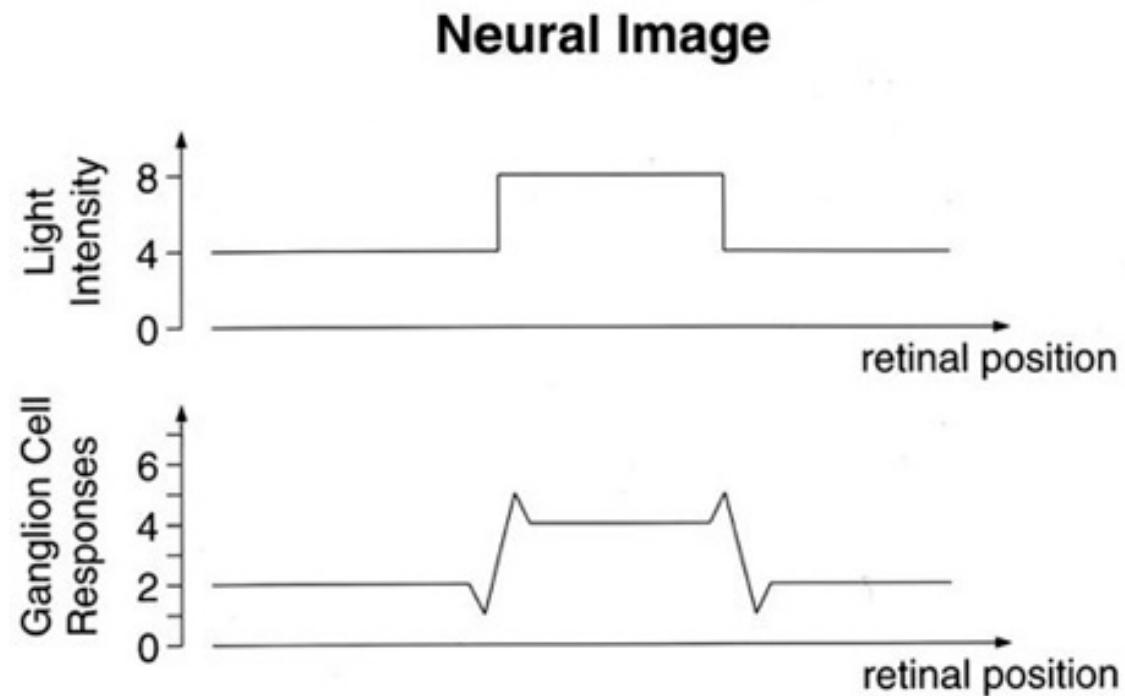 Neural Image
Light
Intensity
8
4
0
retinal position
Ganglion Cell
Responses
6
4
2
0
retinal position